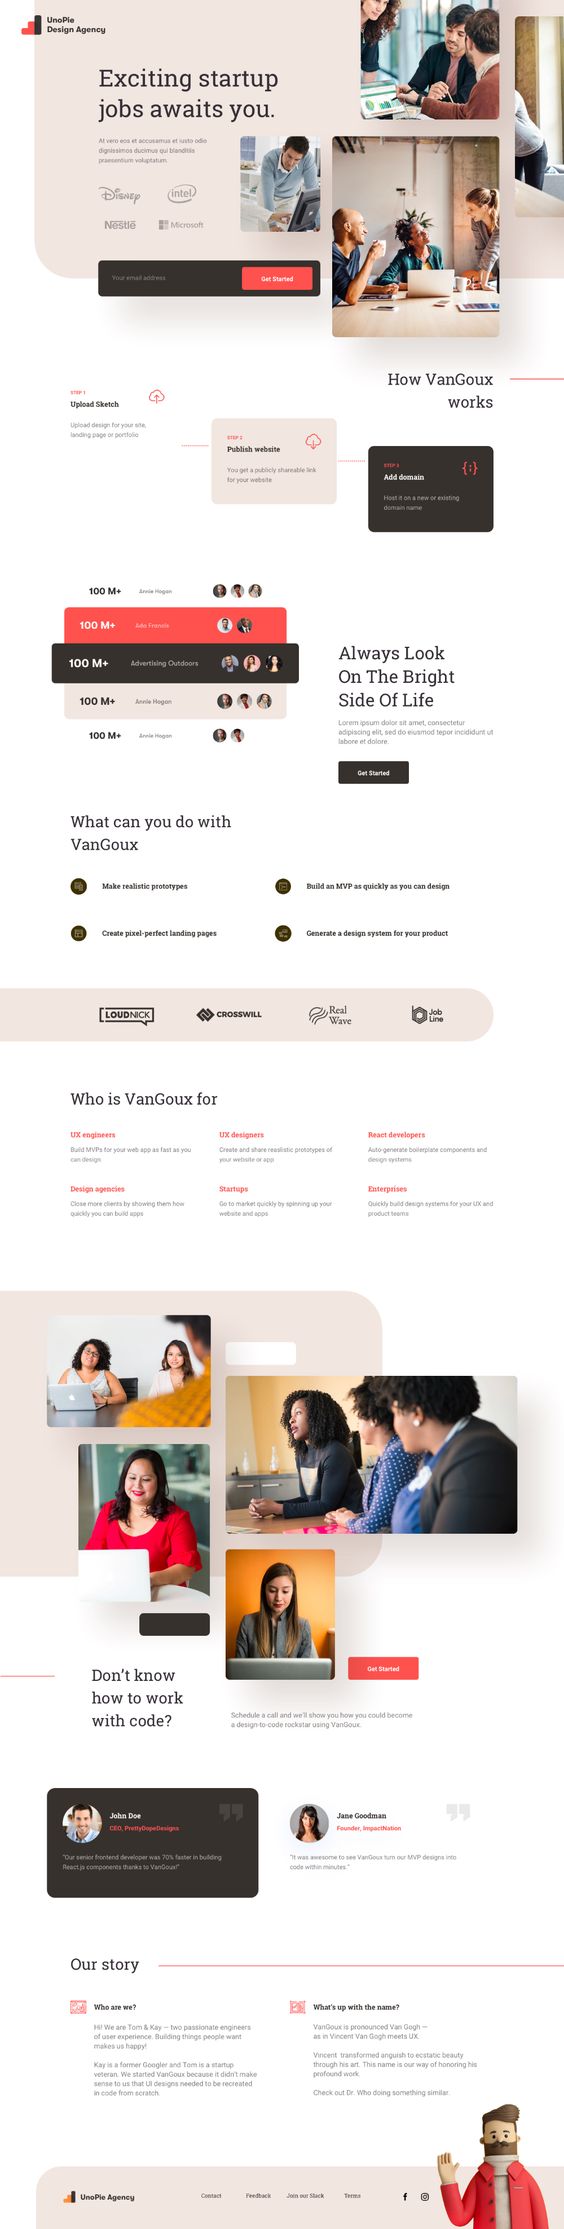 UnoPie
Design Agency
Exciting startup
jobs awaits you.
At vero eos et accusamus et iusto odio
dignissimos ducimus qui blanditiis
praesentium voluptatum.
Disney
intel
Nestlé
Microsoft
Your email address
Get Started
How VanGoux
works
STEP 1
Upload Sketch
Upload design for your site,
landing page or portfolio
STEP 2
Publish website
You get a publicly shareable link
for your website
STEP 3
Add domain
Host it on a new or existing
domain name
100 M+ Annie Hogan
100 M+ Ada Francis
100 M+ Advertising Outdoors
100 M+ Annie Hogan
100 M+ Annie Hogan
Always Look
On The Bright
Side Of Life
Lorem ipsum dolor sit amet, consectetur
adipiscing elit, sed do eiusmod tepor incididunt ut
labore et dolore.
Get Started
What can you do with
VanGoux
Make realistic prototypes
Build an MVP as quickly as you can design
Create pixel-perfect landing pages
Generate a design system for your product
LOUDNICK
CROSSWILL
Real
Wave
Job
Line
Who is VanGoux for
UX engineers
Build MVPs for your web app as fast as you
can design
UX designers
Create and share reaslistic prototypes of
your website or app
React developers
Auto-generate boilerplate components and
design systems
Design agencies
Close more clients by showing them how
quickly you can build apps
Startups
Go to market quickly by spinning up your
website and apps
Enterprises
Quickly build design systems for your UX and
product teams
Get Started
Don't know
how to work
with code?
Schedule a call and we'll show you how you could become
a design-to-code rockstar using VanGoux.
John Doe
CEO, PrettyDopeDesigns
"Our senior frontend developer was 70% faster in building
React.js components thanks to VanGoux!"
Jane Goodman
Founder, ImpactNation
"It was awesome to see VanGoux turn our MVP designs into
code within minutes."
Our story
Who are we?
Hi! We are Tom & Kay — two passionate engineers
of user experience. Building things people want
makes us happy!
Kay is a former Googler and Tom is a startup
veteran. We started VanGoux because it didn't make
sense to us that UI designs needed to be recreated
in code from scratch.
What's up with the name?
VanGoux is pronounced Van Gogh —
as in Vincent Van Gogh meets UX.
Vincent transformed anguish to ecstatic beauty
through his art. This name is our way of honoring his
profound work.
Check out Dr. Who doing something similar.
UnoPie Agency
Contact
Feedback
Join our Slack
Terms